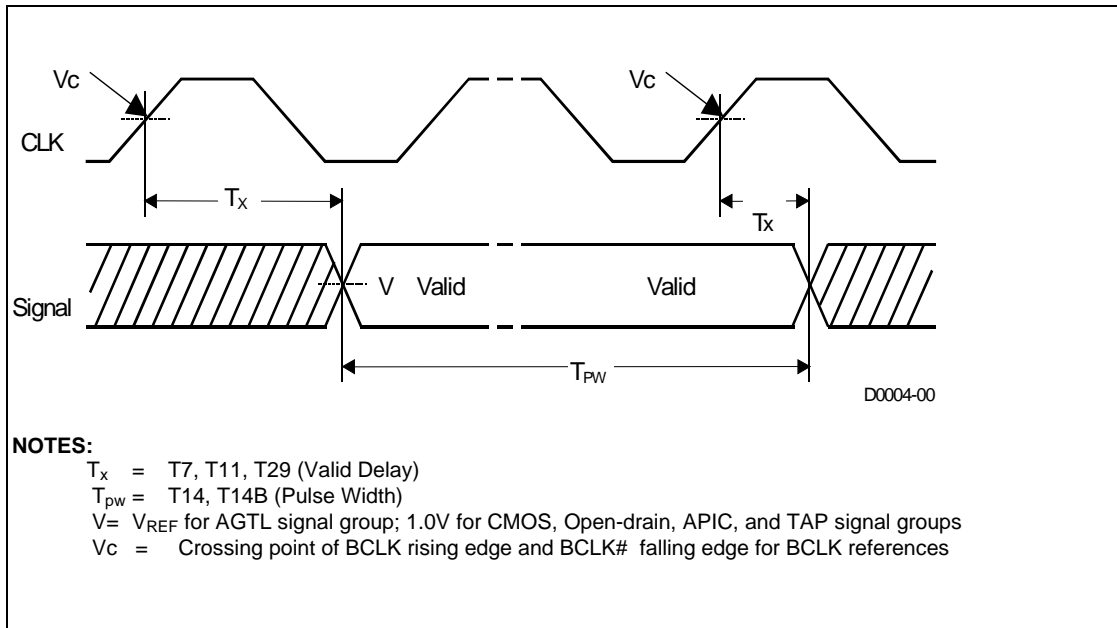 Vc
Vc
CLK
TX
Tx
V Valid
Valid
Signal
TPW
D0004-00
NOTES:
Tx = T7, T11, T29 (Valid Delay)
Tpw = T14, T14B (Pulse Width)
V= VREF for AGTL signal group; 1.0V for CMOS, Open-drain, APIC, and TAP signal groups
Vc = Crossing point of BCLK rising edge and BCLK# falling edge for BCLK references